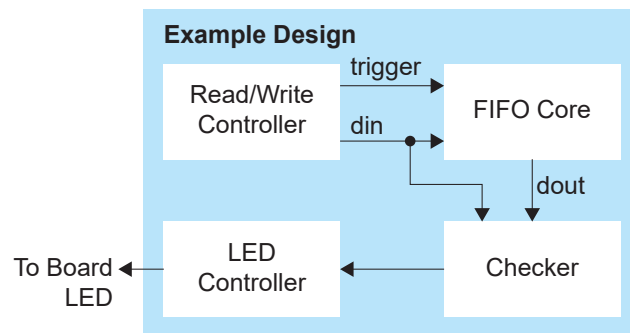 Example Design
trigger
Read/Write
Controller
FIFO Core
din
dout
To Board
LED
LED
Controller
Checker